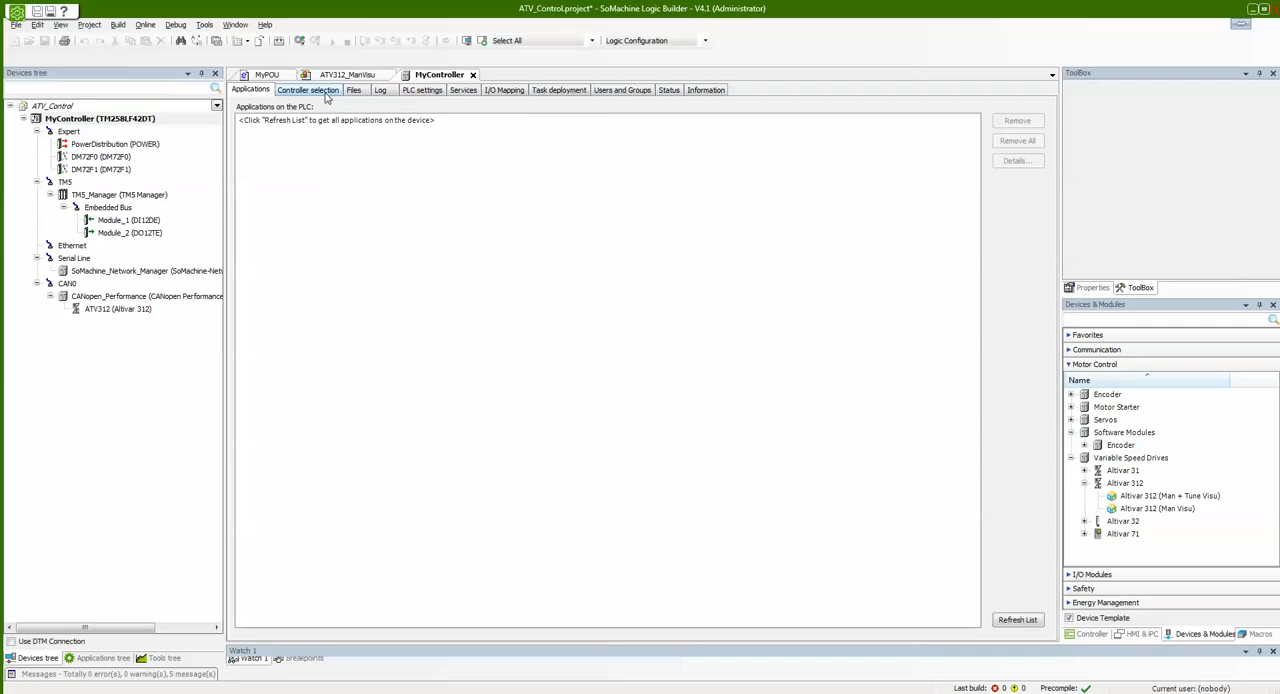 ATV_Control.project* - SoMachine Logic Builder - V4.1 (Administrator)
File Edit View Project Build Online Debug Tools Window Help
Select All Logic Configuration
Devices tree
MyPOU ATV312_ManVisu MyController
ToolBox
Applications Controller selection Files Log PLC settings Services I/O Mapping Task deployment Users and Groups Status Information
Applications on the PLC:
<Click "Refresh List" to get all applications on the device>
Remove
Remove All
Details...
Refresh List
ATV_Control
MyController (TM258LF42DT)
Expert
PowerDistribution (POWER)
DM72F0 (DM72F0)
DM72F1 (DM72F1)
TM5
TM5_Manager (TM5 Manager)
Embedded Bus
Module_1 (DI12DE)
Module_2 (DO12TE)
Ethernet
Serial Line
SoMachine_Network_Manager (SoMachine-Net
CAN0
CANopen_Performance (CANopen Performance
ATV312 (Altivar 312)
Use DTM Connection
Devices tree Applications tree Tools tree
Messages - Totally 0 error(s), 0 warning(s), 5 message(s)
Watch 1
Watch 1 Breakpoints
Properties ToolBox
Devices & Modules
Favorites
Communication
Motor Control
Name
Encoder
Motor Starter
Servos
Software Modules
Encoder
Variable Speed Drives
Altivar 31
Altivar 312
Altivar 312 (Man + Tune Visu)
Altivar 312 (Man Visu)
Altivar 32
Altivar 71
I/O Modules
Safety
Energy Management
Device Template
Controller HMI & iPC Devices & Modules Macros
Last build: 0 0 Precompile: Current user: (nobody)